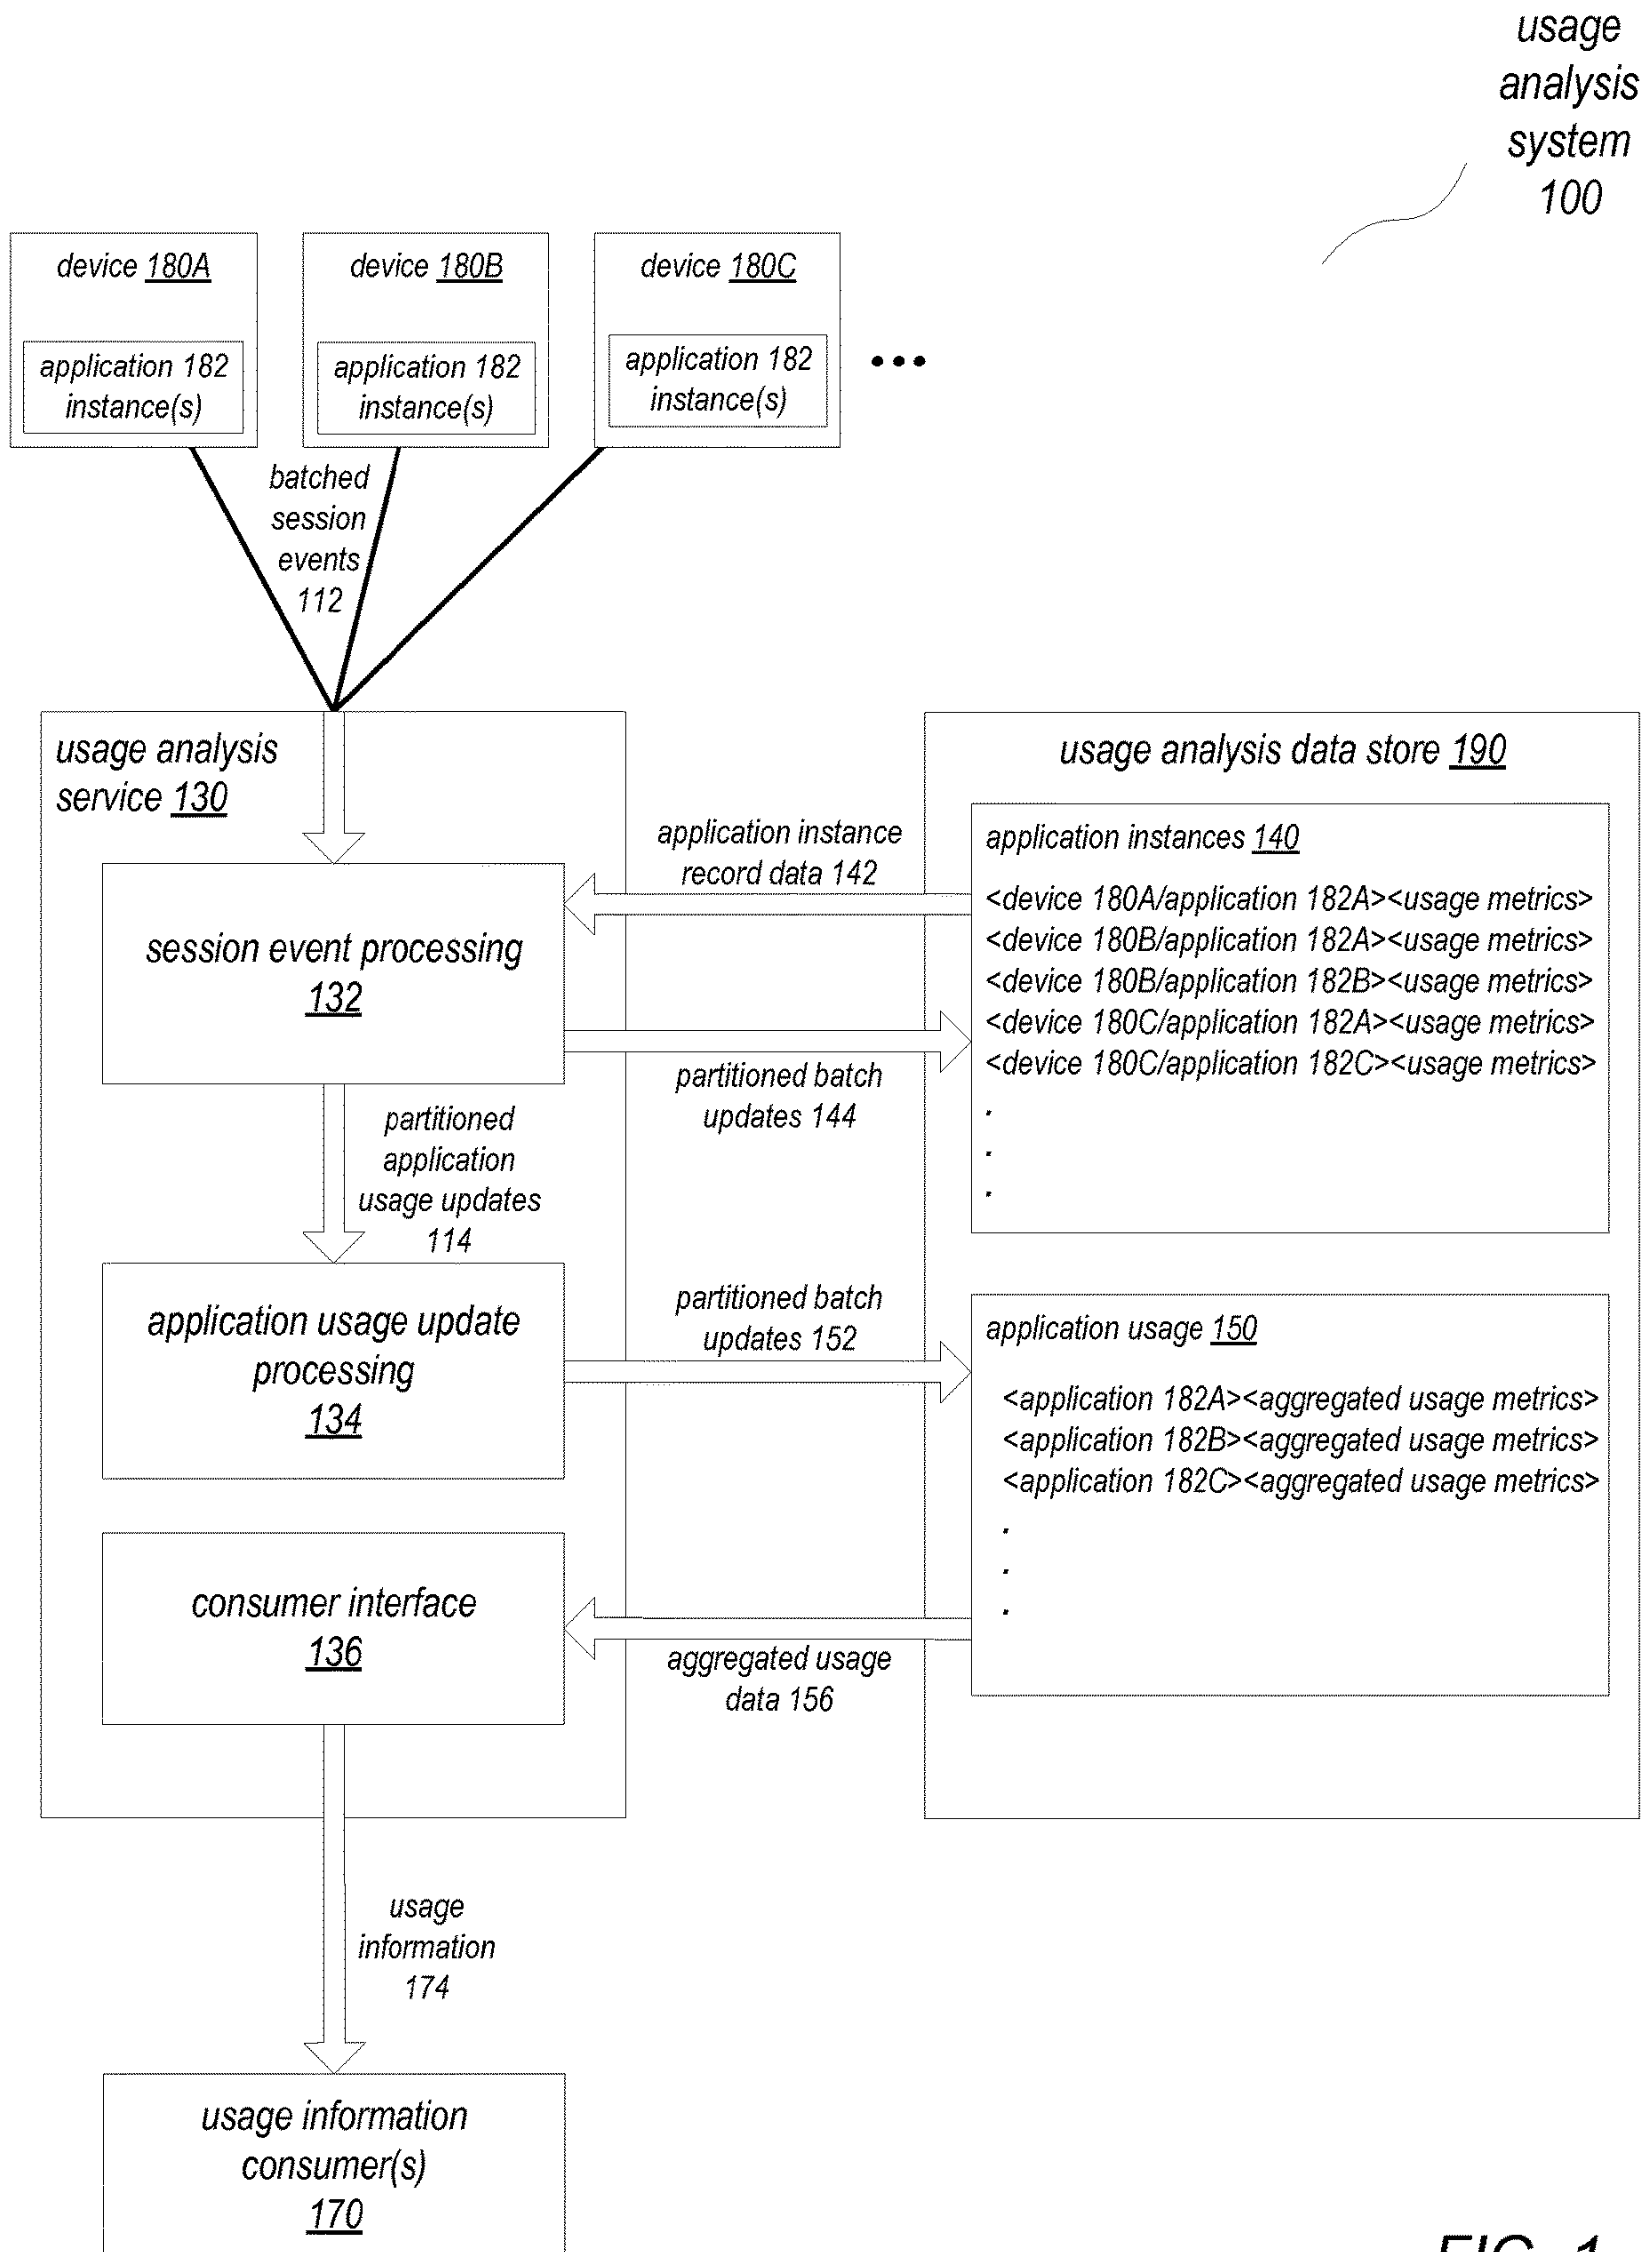 usage
analysis
system
100
device 180A
application 182
instance(s)
device 180B
application 182
instance(s)
device 180C
application 182
instance(s)
batched
session
events
112
usage analysis
service 130
session event processing
132
partitioned
application
usage updates
114
application usage update
processing
134
consumer interface
136
application instance
record data 142
partitioned batch
updates 144
partitioned batch
updates 152
aggregated usage
data 156
usage analysis data store 190
application instances 140
<device 180A/application 182A><usage metrics>
<device 180B/application 182A><usage metrics>
<device 180B/application 182B><usage metrics>
<device 180C/application 182A><usage metrics>
<device 180C/application 182C><usage metrics>
.
.
.
application usage 150
<application 182A><aggregated usage metrics>
<application 182B><aggregated usage metrics>
<application 182C><aggregated usage metrics>
.
.
.
usage
information
174
usage information
consumer(s)
170
FIG. 1